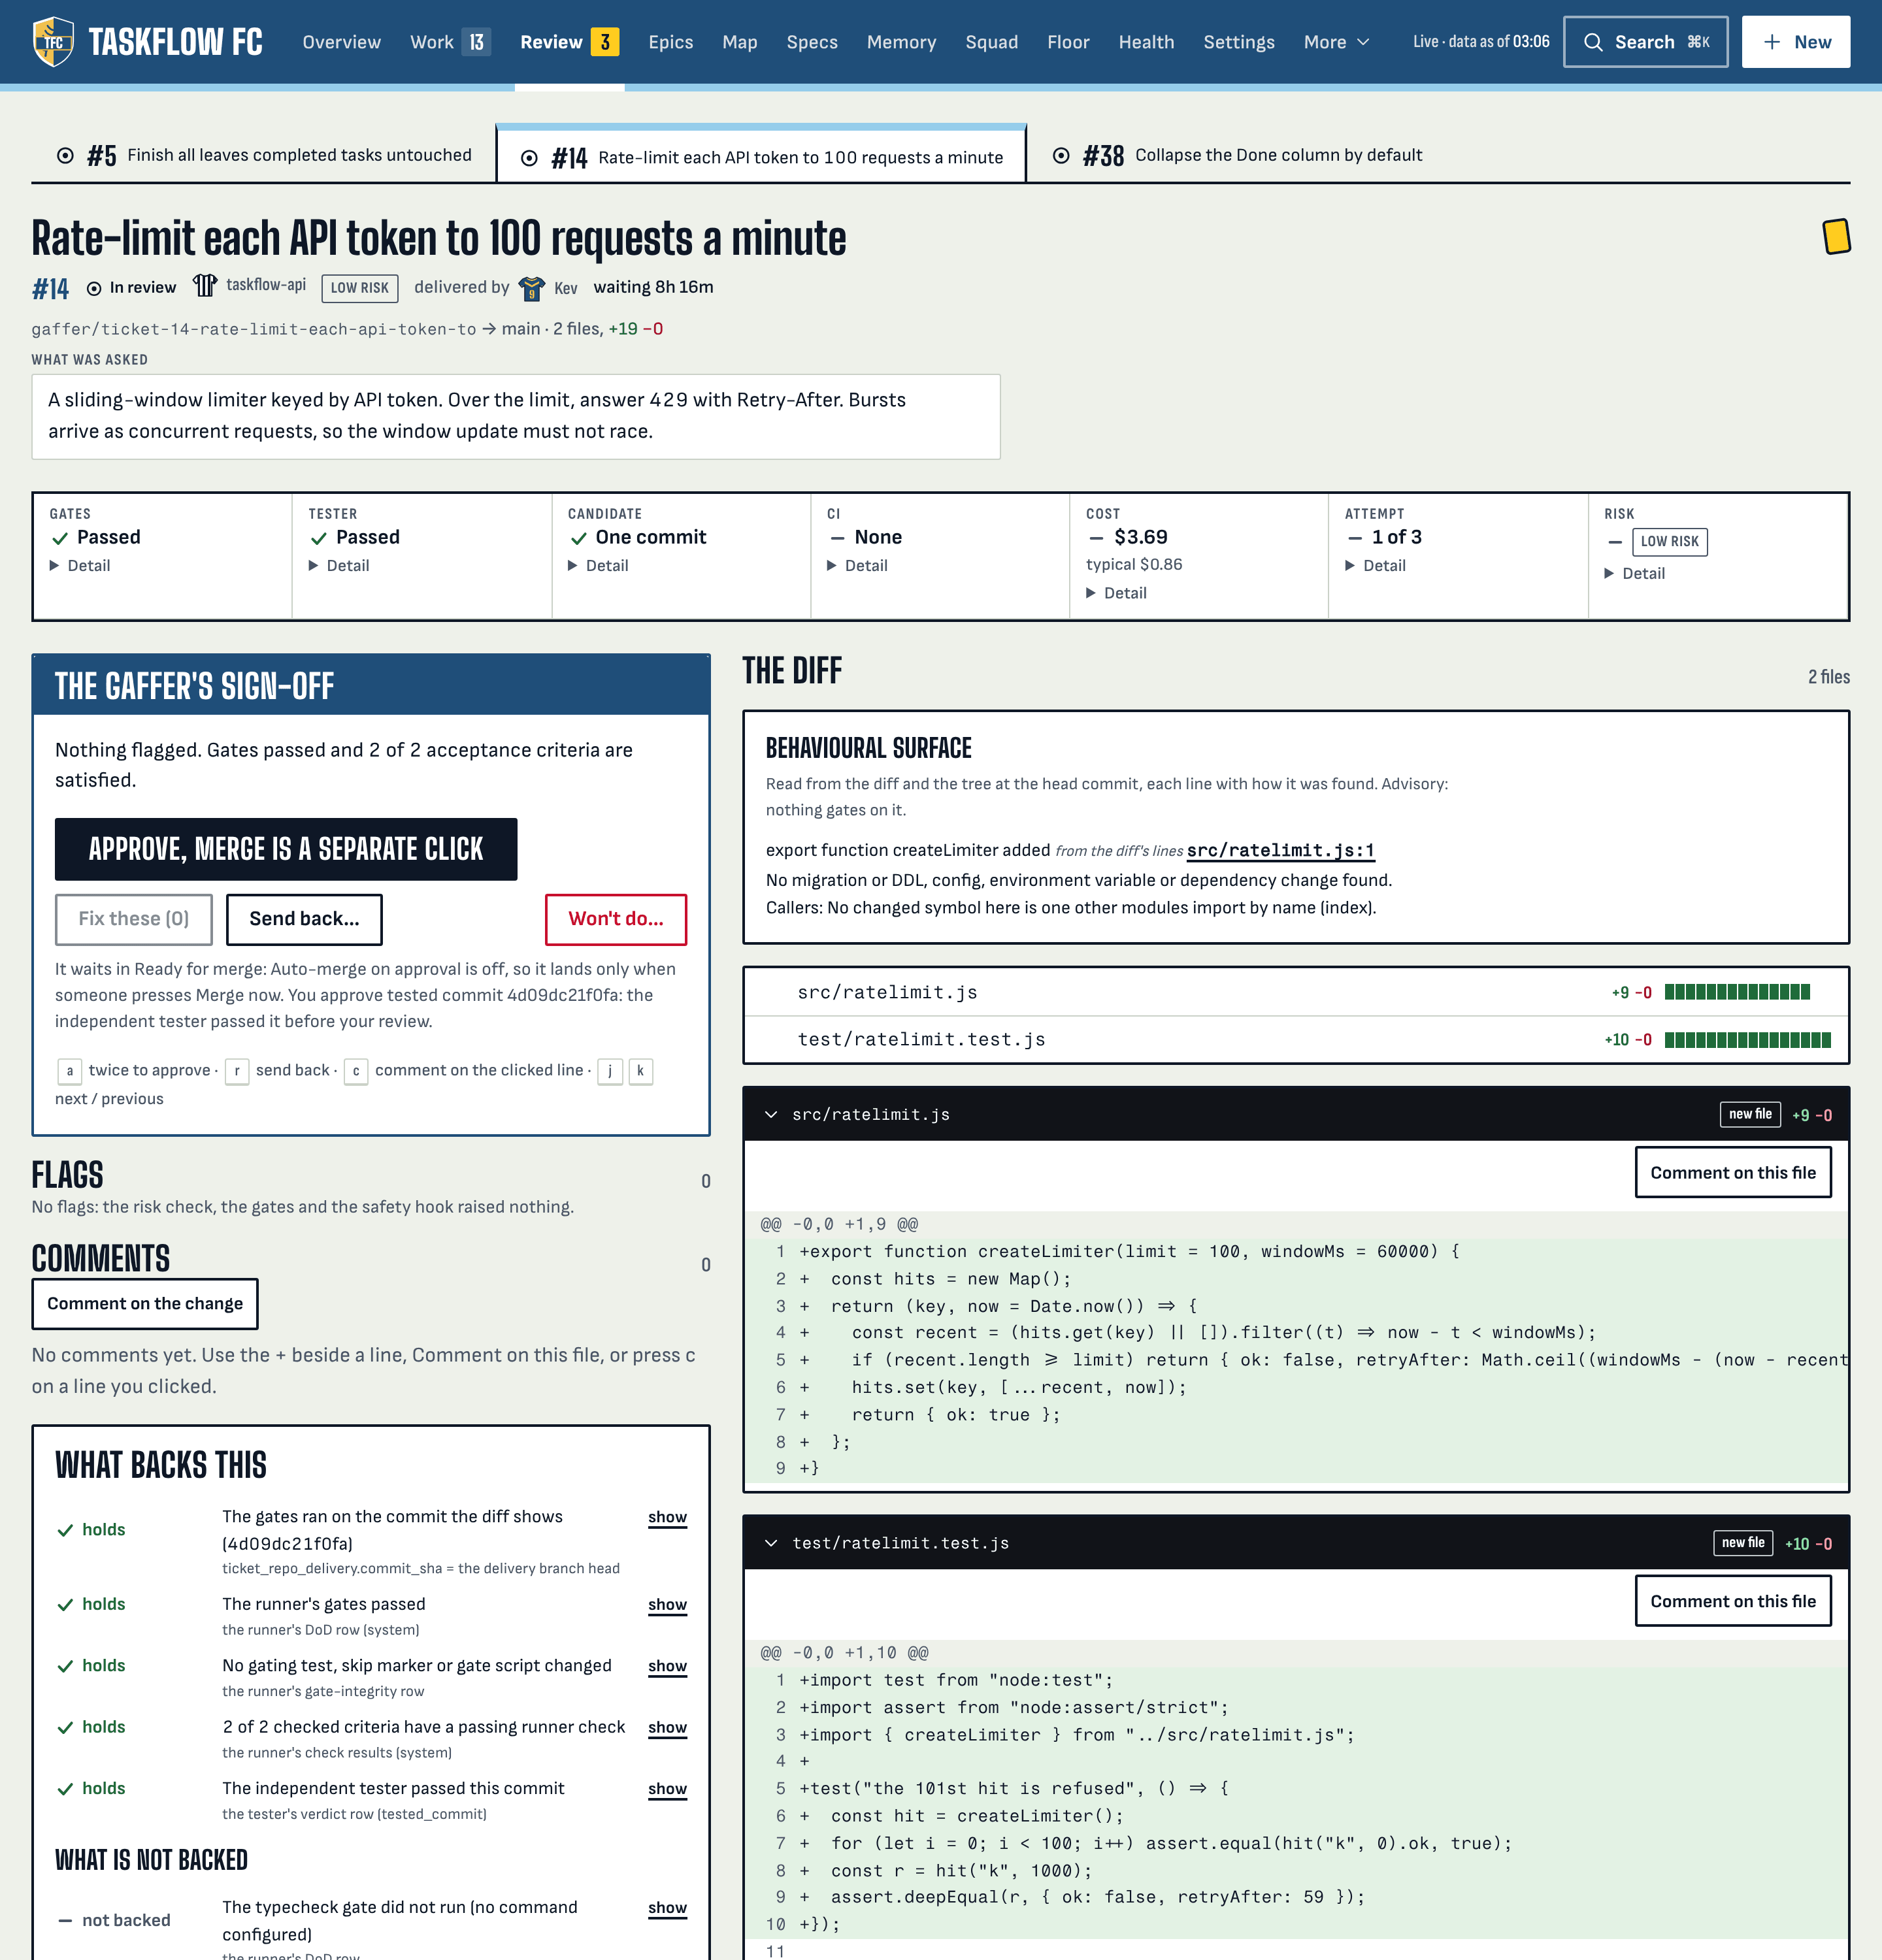 TFC TASKFLOW FC Overview Work 13 Review 3 Epics Map Specs Memory Squad Floor Health Settings More Live · data as of 03:06 Search ⌘K + New
#5 Finish all leaves completed tasks untouched
#14 Rate-limit each API token to 100 requests a minute
#38 Collapse the Done column by default
Rate-limit each API token to 100 requests a minute
#14 In review taskflow-api LOW RISK delivered by 9 Kev waiting 8h 16m
gaffer/ticket-14-rate-limit-each-api-token-to → main · 2 files, +19 −0
WHAT WAS ASKED
A sliding-window limiter keyed by API token. Over the limit, answer 429 with Retry-After. Bursts
arrive as concurrent requests, so the window update must not race.
GATES
Passed
Detail
TESTER
Passed
Detail
CANDIDATE
One commit
Detail
CI
— None
Detail
COST
— $3.69
typical $0.86
Detail
ATTEMPT
— 1 of 3
Detail
RISK
— LOW RISK
Detail
THE GAFFER'S SIGN-OFF
Nothing flagged. Gates passed and 2 of 2 acceptance criteria are
satisfied.
APPROVE, MERGE IS A SEPARATE CLICK
Fix these (0) Send back... Won't do...
It waits in Ready for merge: Auto-merge on approval is off, so it lands only when
someone presses Merge now. You approve tested commit 4d09dc21f0fa: the
independent tester passed it before your review.
a twice to approve · r send back · c comment on the clicked line · j k
next / previous
FLAGS 0
No flags: the risk check, the gates and the safety hook raised nothing.
COMMENTS 0
Comment on the change
No comments yet. Use the + beside a line, Comment on this file, or press c
on a line you clicked.
WHAT BACKS THIS
holds The gates ran on the commit the diff shows show
(4d09dc21f0fa)
ticket_repo_delivery.commit_sha = the delivery branch head
holds The runner's gates passed show
the runner's DoD row (system)
holds No gating test, skip marker or gate script changed show
the runner's gate-integrity row
holds 2 of 2 checked criteria have a passing runner check show
the runner's check results (system)
holds The independent tester passed this commit show
the tester's verdict row (tested_commit)
WHAT IS NOT BACKED
— not backed The typecheck gate did not run (no command show
configured)
the runner's DoD row
THE DIFF 2 files
BEHAVIOURAL SURFACE
Read from the diff and the tree at the head commit, each line with how it was found. Advisory:
nothing gates on it.
export function createLimiter added from the diff's lines src/ratelimit.js:1
No migration or DDL, config, environment variable or dependency change found.
Callers: No changed symbol here is one other modules import by name (index).
src/ratelimit.js +9 −0
test/ratelimit.test.js +10 −0
src/ratelimit.js new file +9 −0
Comment on this file
@@ -0,0 +1,9 @@
1 +export function createLimiter(limit = 100, windowMs = 60000) {
2 +  const hits = new Map();
3 +  return (key, now = Date.now()) => {
4 +    const recent = (hits.get(key) || []).filter((t) => now - t < windowMs);
5 +    if (recent.length >= limit) return { ok: false, retryAfter: Math.ceil((windowMs - (now - recent
6 +    hits.set(key, [...recent, now]);
7 +    return { ok: true };
8 +  };
9 +}
test/ratelimit.test.js new file +10 −0
Comment on this file
@@ -0,0 +1,10 @@
1 +import test from "node:test";
2 +import assert from "node:assert/strict";
3 +import { createLimiter } from "../src/ratelimit.js";
4 +
5 +test("the 101st hit is refused", () => {
6 +  const hit = createLimiter();
7 +  for (let i = 0; i < 100; i++) assert.equal(hit("k", 0).ok, true);
8 +  const r = hit("k", 1000);
9 +  assert.deepEqual(r, { ok: false, retryAfter: 59 });
10 +});
11